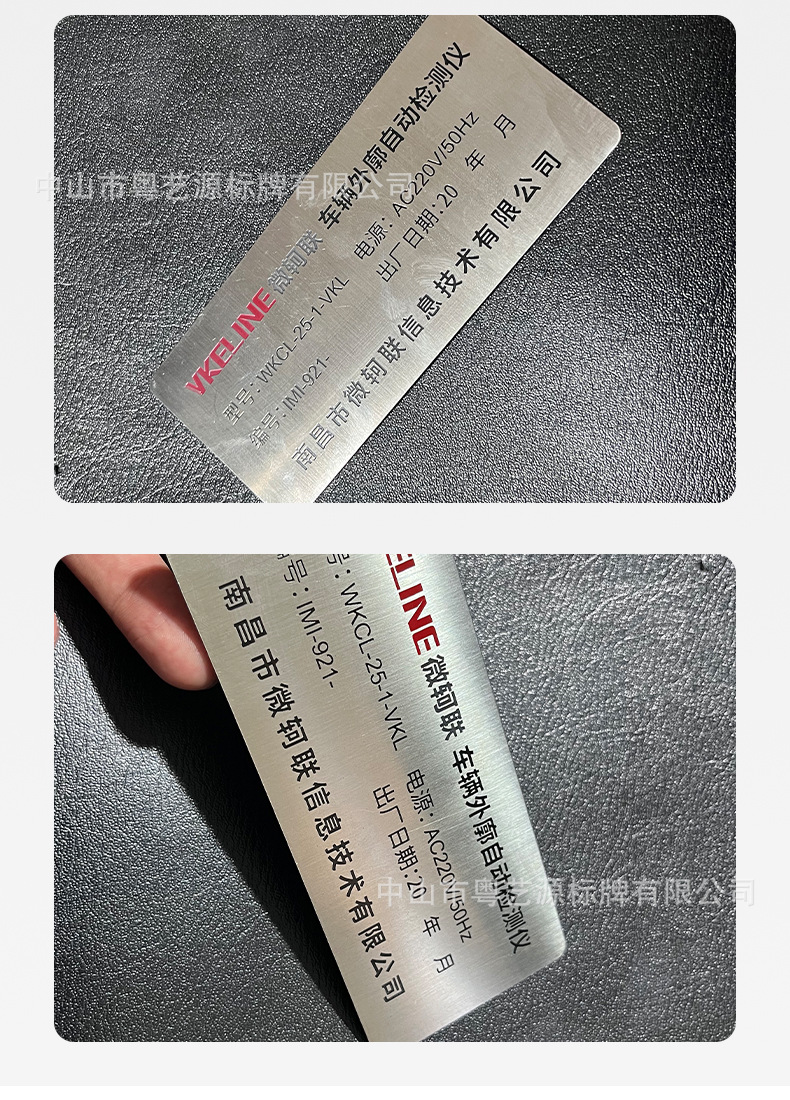 VKELINE 微轲联 车辆外廓自动检测仪
型号：WKCL-25-1-VKL 电源：AC220V/50Hz
编号：IMI-921- 出厂日期：20 年 月
南昌市微轲联信息技术有限公司
中山市粤艺源标牌有限公司
ELINE 微轲联 车辆外廓自动检测仪
号：WKCL-25-1-VKL 电源：AC220V/50Hz
号：IMI-921- 出厂日期：20 年 月
南昌市微轲联信息技术有限公司
中山市粤艺源标牌有限公司